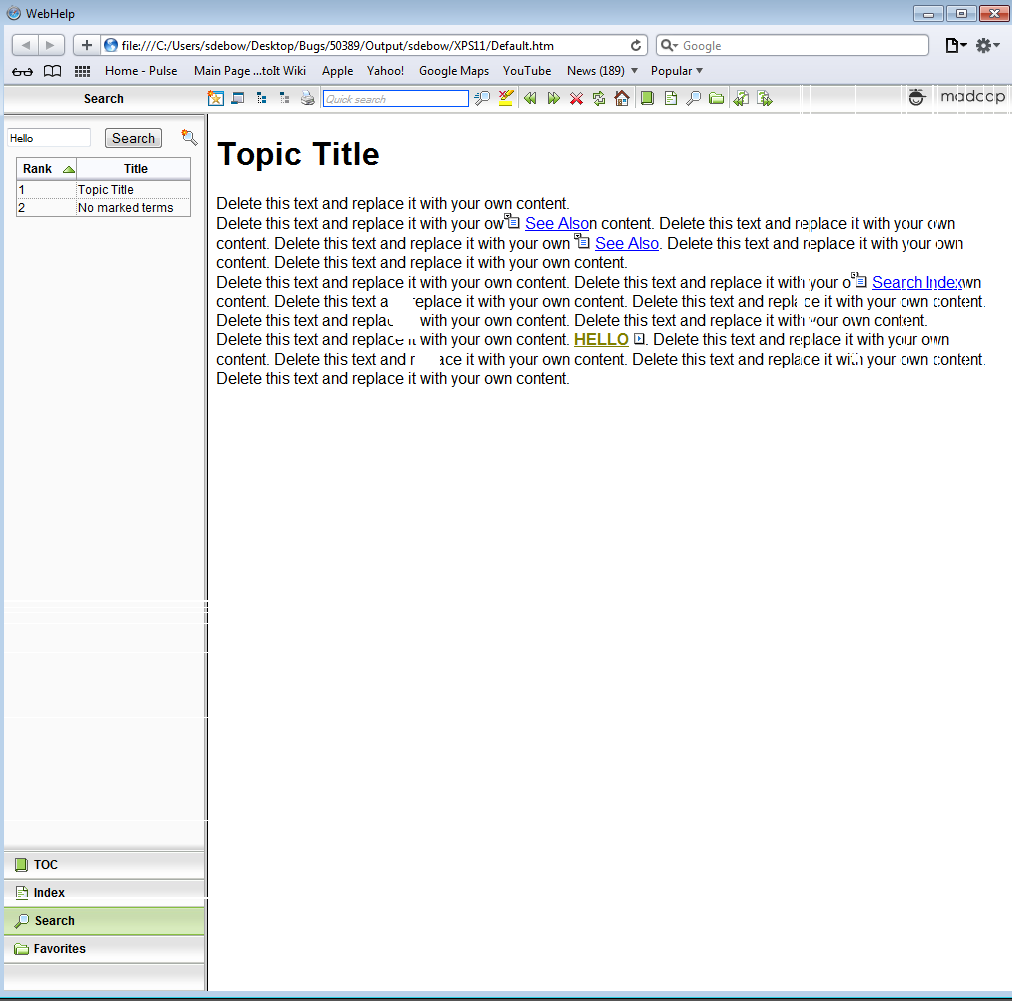 WebHelp
file:///C:/Users/sdebow/Desktop/Bugs/50389/Output/sdebow/XPS11/Default.htm
Google
Home - Pulse Main Page ...toIt Wiki Apple Yahoo! Google Maps YouTube News (189) Popular
Search
Quick search
madcap
Hello
Search
Rank Title
1 Topic Title
2 No marked terms
Topic Title
Delete this text and replace it with your own content.
Delete this text and replace it with your ow See Also n content. Delete this text and replace it with your own
content. Delete this text and replace it with your own See Also. Delete this text and replace it with your own
content. Delete this text and replace it with your own content.
Delete this text and replace it with your own content. Delete this text and replace it with your o Search Index wn
content. Delete this text a replace it with your own content. Delete this text and replace it with your own content.
Delete this text and replac with your own content. Delete this text and replace it with your own content.
Delete this text and replace it with your own content. HELLO . Delete this text and replace it with your own
content. Delete this text and r ace it with your own content. Delete this text and replace it with your own content.
Delete this text and replace it with your own content.
TOC
Index
Search
Favorites